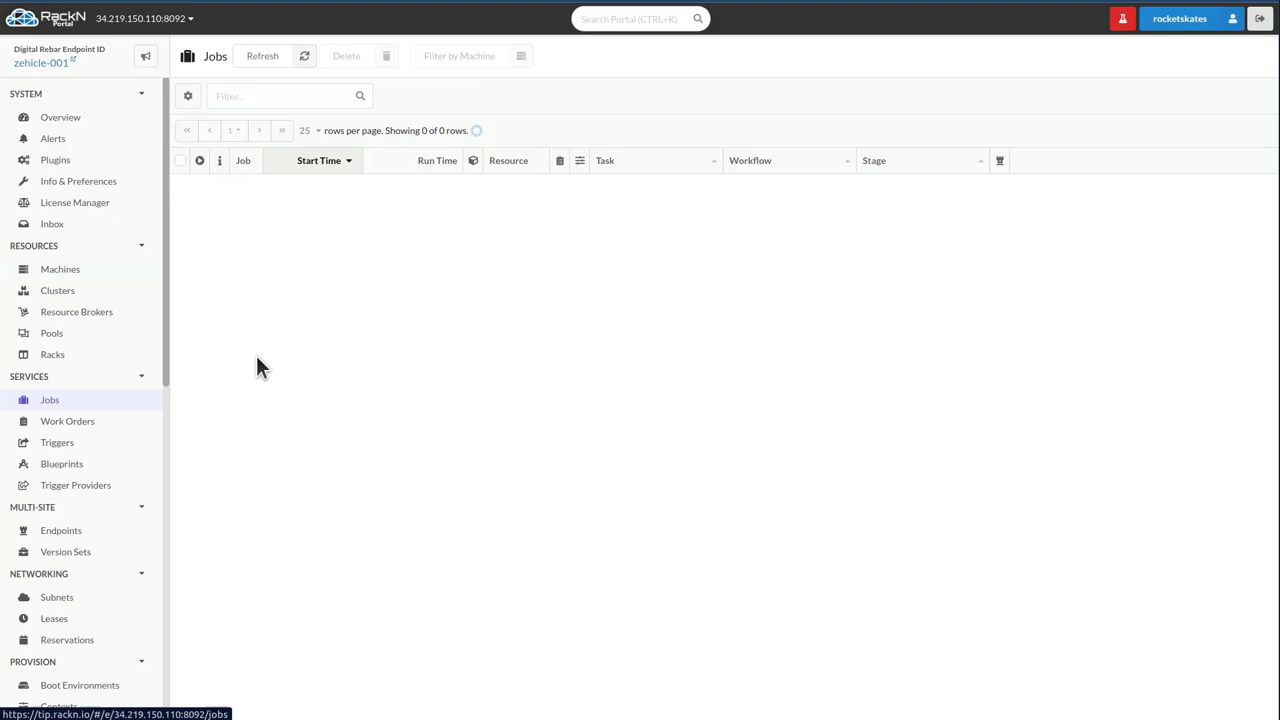 RackN Portal
34.219.150.110:8092
Search Portal (CTRL+K)
rocketskates
Digital Rebar Endpoint ID
zehicle-001
Jobs
Refresh
Delete
Filter by Machine
Filter...
1
25 rows per page. Showing 0 of 0 rows.
Job
Start Time
Run Time
Resource
Task
Workflow
Stage
SYSTEM
Overview
Alerts
Plugins
Info & Preferences
License Manager
Inbox
RESOURCES
Machines
Clusters
Resource Brokers
Pools
Racks
SERVICES
Jobs
Work Orders
Triggers
Blueprints
Trigger Providers
MULTI-SITE
Endpoints
Version Sets
NETWORKING
Subnets
Leases
Reservations
PROVISION
Boot Environments
Contexts
https://tip.rackn.io/#/e/34.219.150.110:8092/jobs